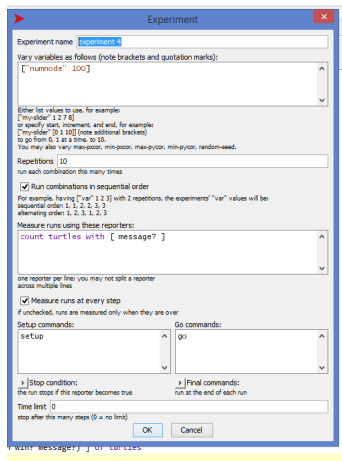 Experiment
Experiment name experiment 4
Vary variables as follows (note brackets and quotation marks):
["numnode" 100]
Either list values to use, for example:
["my-slider" 1 2 7 8]
or specify start, increment, and end, for example:
["my-slider" [0 1 10]] (note additional brackets)
to go from 0, 1 at a time, to 10.
You may also vary max-pxcor, min-pxcor, max-pycor, min-pycor, random-seed.
Repetitions 10
run each combination this many times
Run combinations in sequential order
For example, having ["var" 1 2 3] with 2 repetitions, the experiments' "var" values will be:
sequential order: 1, 1, 2, 2, 3, 3
alternating order: 1, 2, 3, 1, 2, 3
Measure runs using these reporters:
count turtles with [ message? ]
one reporter per line; you may not split a reporter
across multiple lines
Measure runs at every step
if unchecked, runs are measured only when they are over
Setup commands: Go commands:
setup go
Stop condition: Final commands:
the run stops if this reporter becomes true run at the end of each run
Time limit 0
stop after this many steps (0 = no limit)
OK Cancel
win? message?) ] of turtles